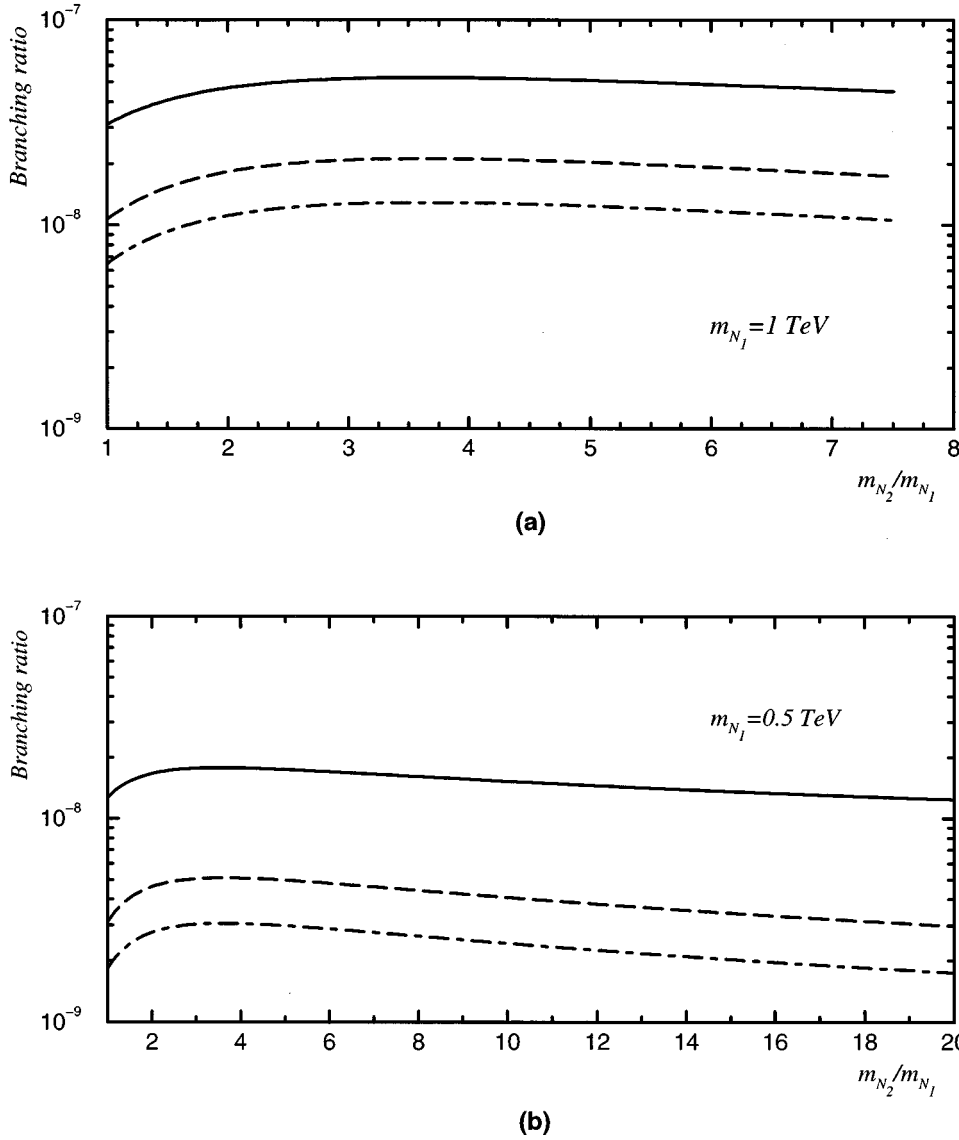 10⁻⁷
Branching ratio
10⁻⁸
m_{N_1}=1 TeV
10⁻⁹
1 2 3 4 5 6 7 8
m_{N_2}/m_{N_1}
(a)
10⁻⁷
Branching ratio
m_{N_1}=0.5 TeV
10⁻⁸
10⁻⁹
2 4 6 8 10 12 14 16 18 20
m_{N_2}/m_{N_1}
(b)